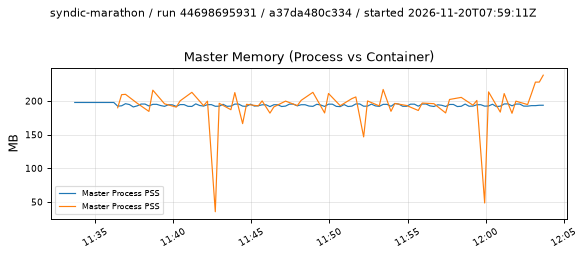 syndic-marathon / run 44698695931 / a37da480c334 / started 2026-11-20T07:59:11Z
Master Memory (Process vs Container)
MB
200
150
100
50
Master Process PSS
Master Process PSS
11:35
11:40
11:45
11:50
11:55
12:00
12:05